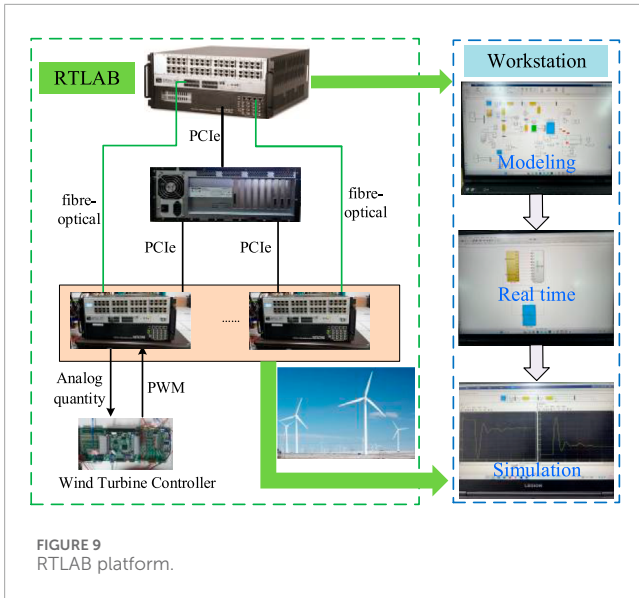 RTLAB
Workstation
PCIe
Modeling
fibre-
optical
fibre-
optical
PCIe
PCIe
Real time
......
Analog
quantity
PWM
Wind Turbine Controller
Simulation
LEGION
FIGURE 9
RTLAB platform.